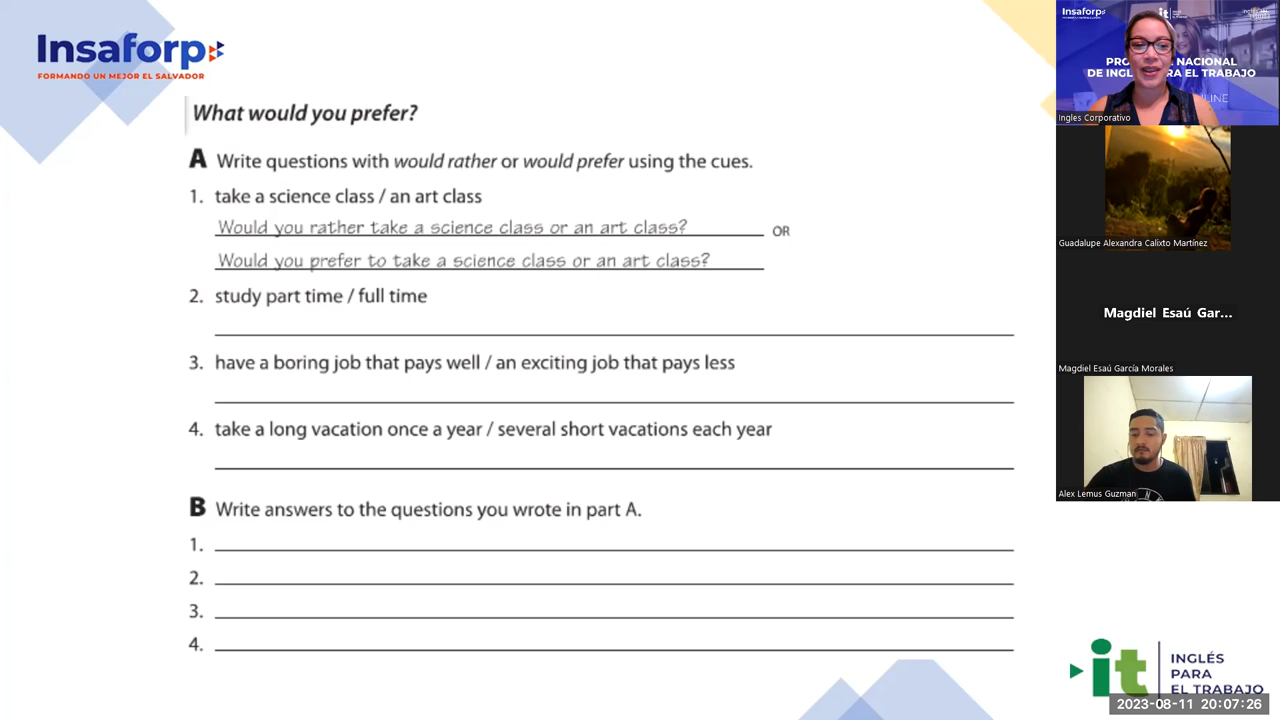 Insaforp
FORMANDO UN MEJOR EL SALVADOR
What would you prefer?
A Write questions with would rather or would prefer using the cues.
1. take a science class / an art class
Would you rather take a science class or an art class? OR
Would you prefer to take a science class or an art class?
2. study part time / full time
3. have a boring job that pays well / an exciting job that pays less
4. take a long vacation once a year / several short vacations each year
B Write answers to the questions you wrote in part A.
1.
2.
3.
4.
Insaforp
it
NACIONAL
DE INGL PARA EL TRABAJO
LINE
Ingles Corporativo
Guadalupe Alexandra Calixto Martínez
Magdiel Esaú Gar...
Magdiel Esaú García Morales
Alex Lemus Guzman
it INGLÉS
PARA
EL TRABAJO
2023-08-11 20:07:26